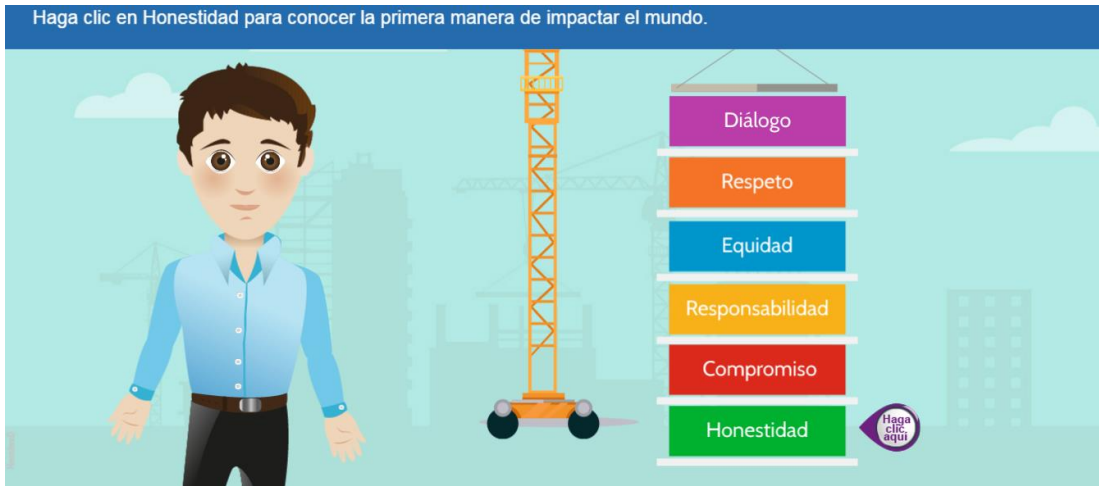 Haga clic en Honestidad para conocer la primera manera de impactar el mundo.
Diálogo
Respeto
Equidad
Responsabilidad
Compromiso
Honestidad
Haga
clic
aquí